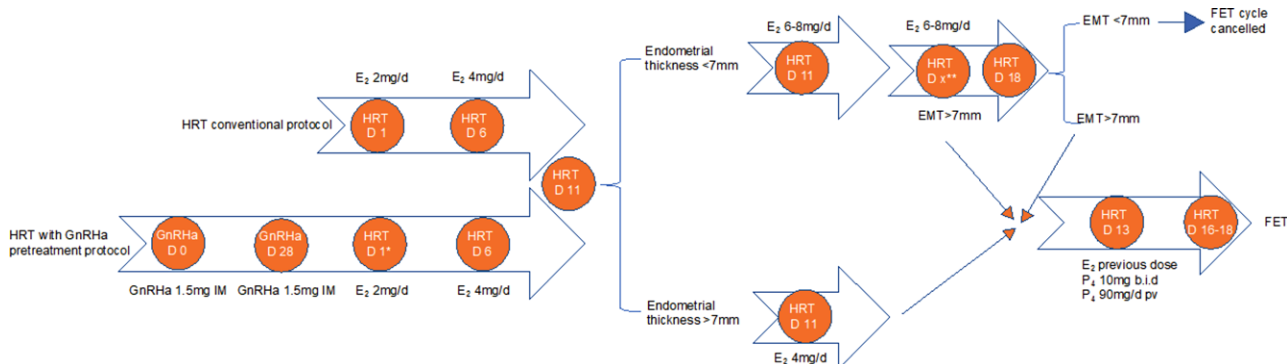 E₂ 2mg/d
E₂ 4mg/d
HRT conventional protocol
HRT
D 1
HRT
D 6
HRT
D 11
HRT with GnRHa
pretreatment protocol
GnRHa
D 0
GnRHa
D 28
HRT
D 1*
HRT
D 6
GnRHa 1.5mg IM
GnRHa 1.5mg IM
E₂ 2mg/d
E₂ 4mg/d
Endometrial
thickness <7mm
E₂ 6-8mg/d
HRT
D 11
E₂ 6-8mg/d
HRT
D x**
HRT
D 18
EMT>7mm
EMT <7mm
FET cycle
cancelled
EMT>7mm
Endometrial
thickness >7mm
HRT
D 11
E₂ 4mg/d
HRT
D 13
HRT
D 16-18
FET
E₂ previous dose
P₄ 10mg b.i.d
P₄ 90mg/d pv